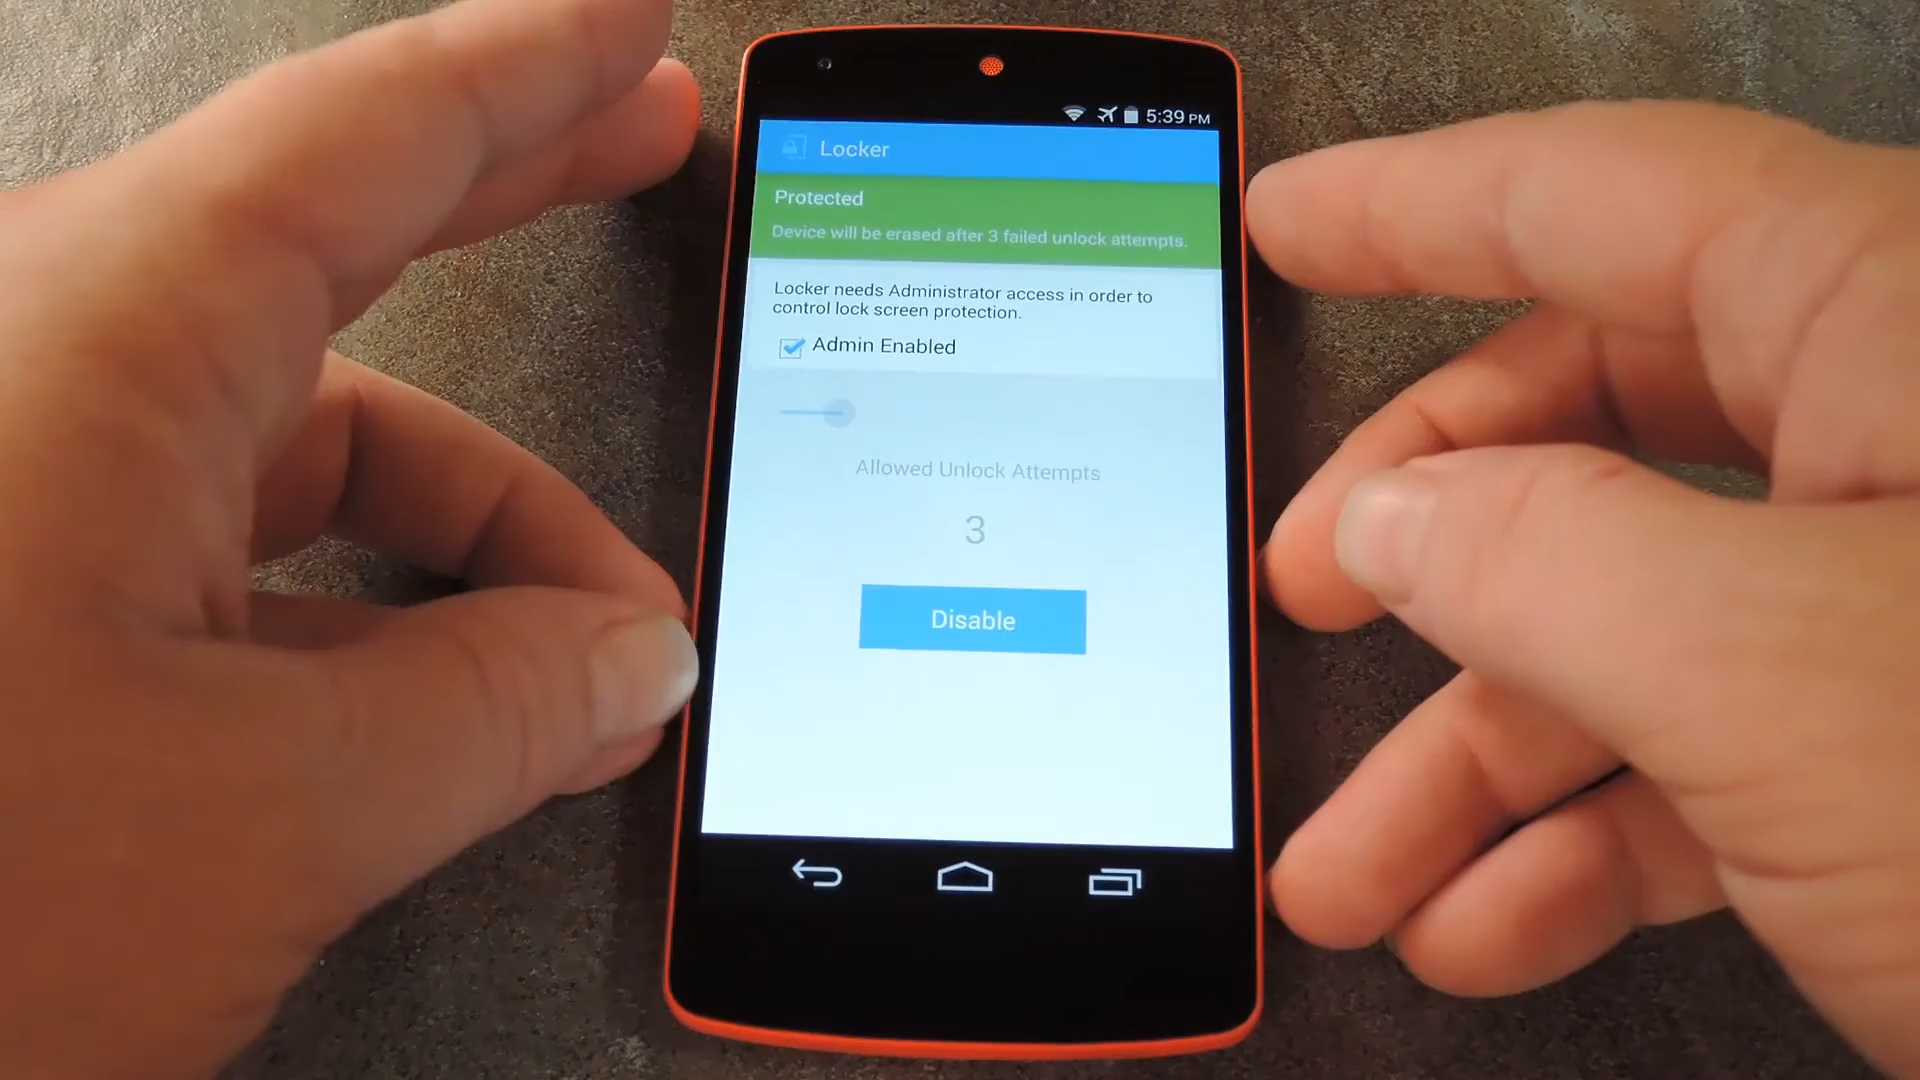 5:39 PM
Locker
Protected
Device will be erased after 3 failed unlock attempts.
Locker needs Administrator access in order to
control lock screen protection.
Admin Enabled
Allowed Unlock Attempts
3
Disable